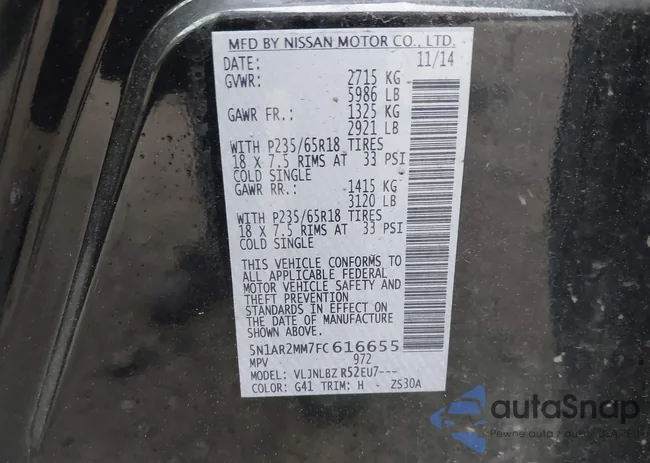 MFD BY NISSAN MOTOR CO., LTD.
DATE: 11/14
GVWR: 2715 KG
5986 LB
GAWR FR.: 1325 KG
2921 LB
WITH P235/65R18 TIRES
18 X 7.5 RIMS AT 33 PSI
COLD SINGLE
GAWR RR.: 1415 KG
3120 LB
WITH P235/65R18 TIRES
18 X 7.5 RIMS AT 33 PSI
COLD SINGLE
THIS VEHICLE CONFORMS TO
ALL APPLICABLE FEDERAL
MOTOR VEHICLE SAFETY AND
THEFT PREVENTION
STANDARDS IN EFFECT ON
THE DATE OF MANUFACTURE
SHOWN ABOVE.
5N1AR2MM7FC616655
MPV 972
MODEL: VLJNLBZ R52EU7---
COLOR: G41 TRIM: H - ZS30A
autaSnap
Pewne auto z aukcji